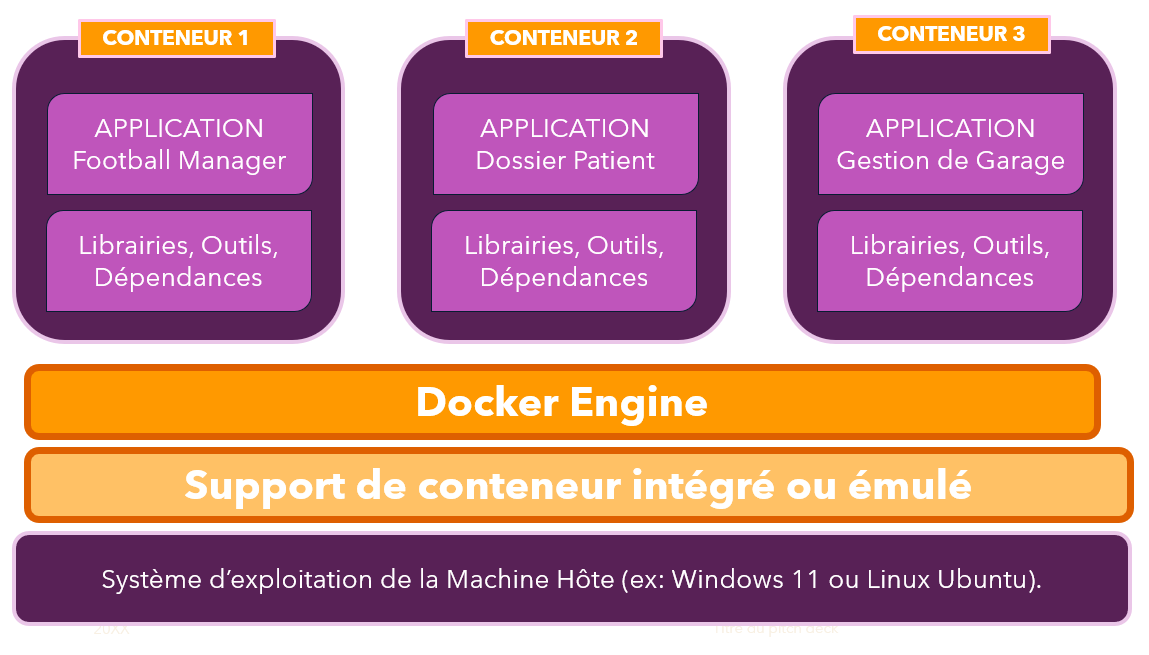 CONTENEUR 1
CONTENEUR 2
CONTENEUR 3
APPLICATION
Football Manager
APPLICATION
Dossier Patient
APPLICATION
Gestion de Garage
Librairies, Outils,
Dépendances
Librairies, Outils,
Dépendances
Librairies, Outils,
Dépendances
Docker Engine
Support de conteneur intégré ou émulé
Système d’exploitation de la Machine Hôte (ex: Windows 11 ou Linux Ubuntu).
20XX
Titre du pitch deck